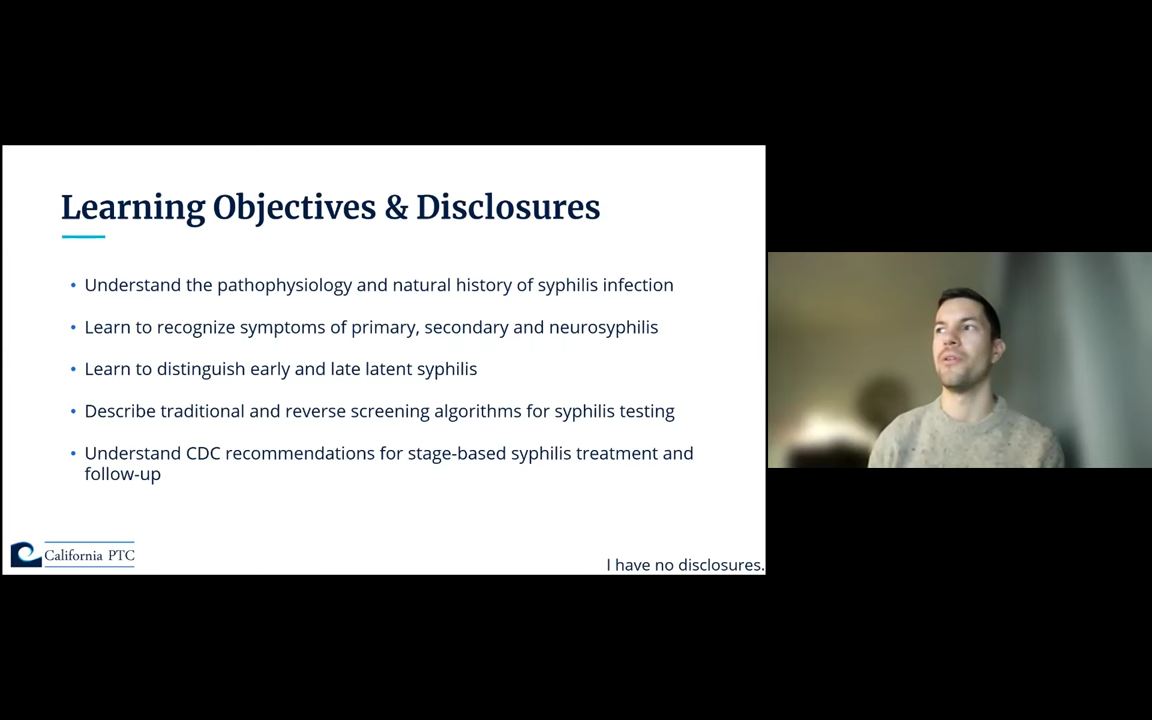 Learning Objectives & Disclosures
• Understand the pathophysiology and natural history of syphilis infection
• Learn to recognize symptoms of primary, secondary and neurosyphilis
• Learn to distinguish early and late latent syphilis
• Describe traditional and reverse screening algorithms for syphilis testing
• Understand CDC recommendations for stage-based syphilis treatment and
follow-up
California PTC
I have no disclosures.